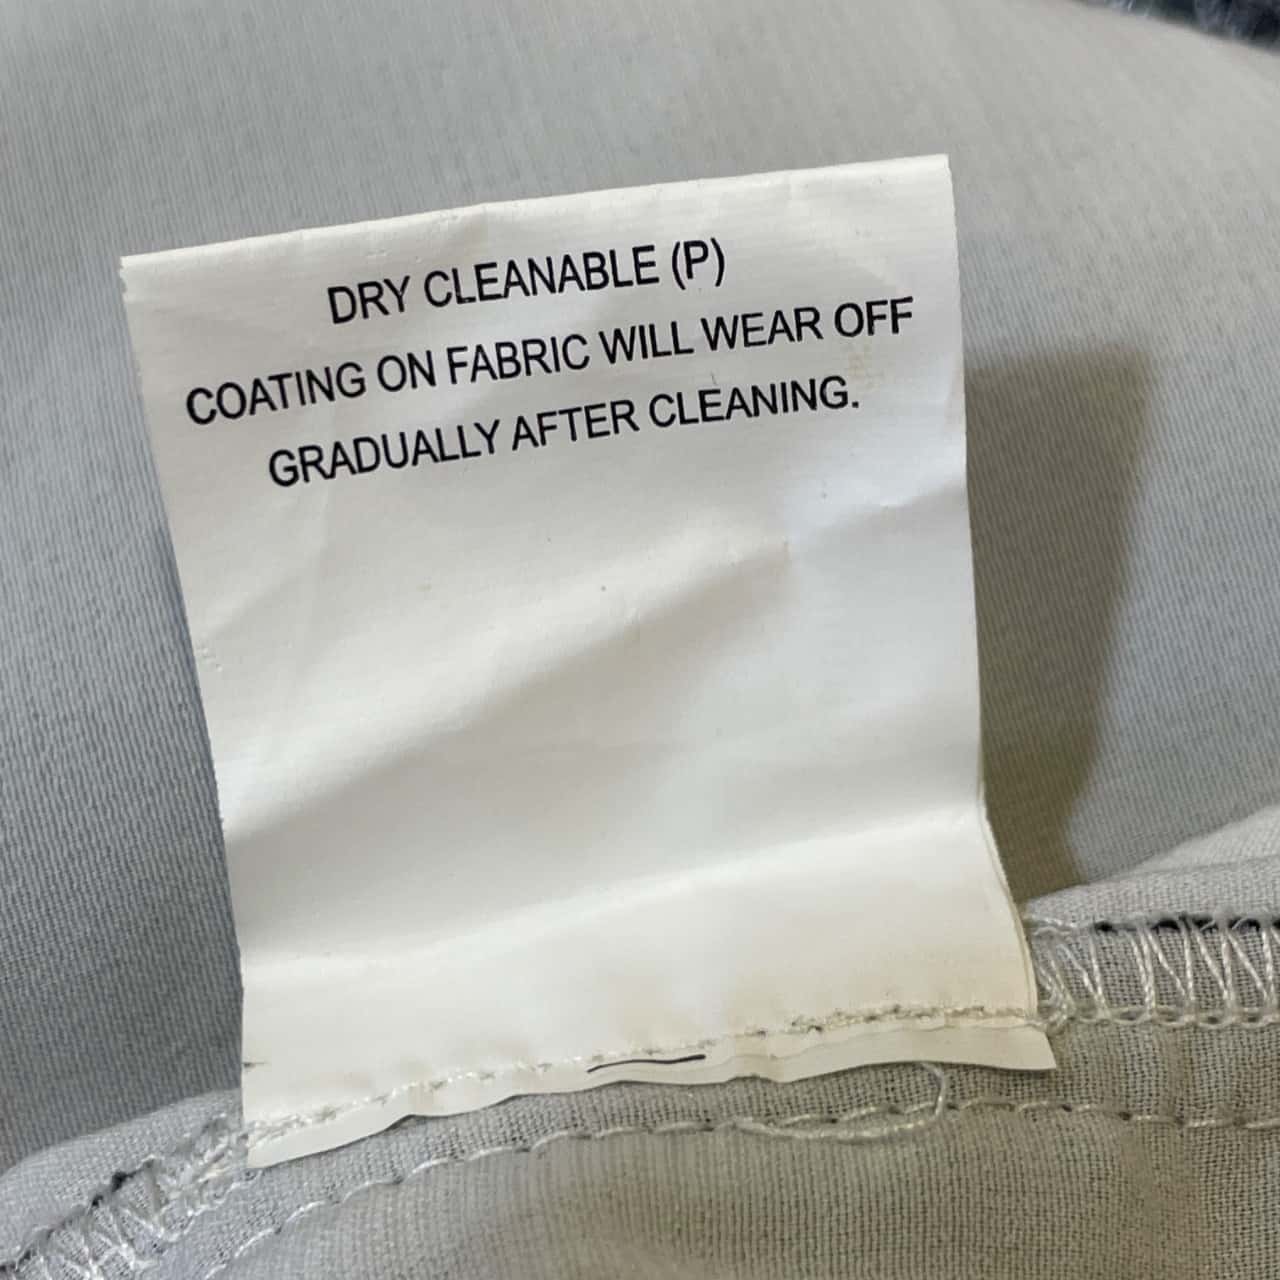 DRY CLEANABLE (P)
COATING ON FABRIC WILL WEAR OFF
GRADUALLY AFTER CLEANING.